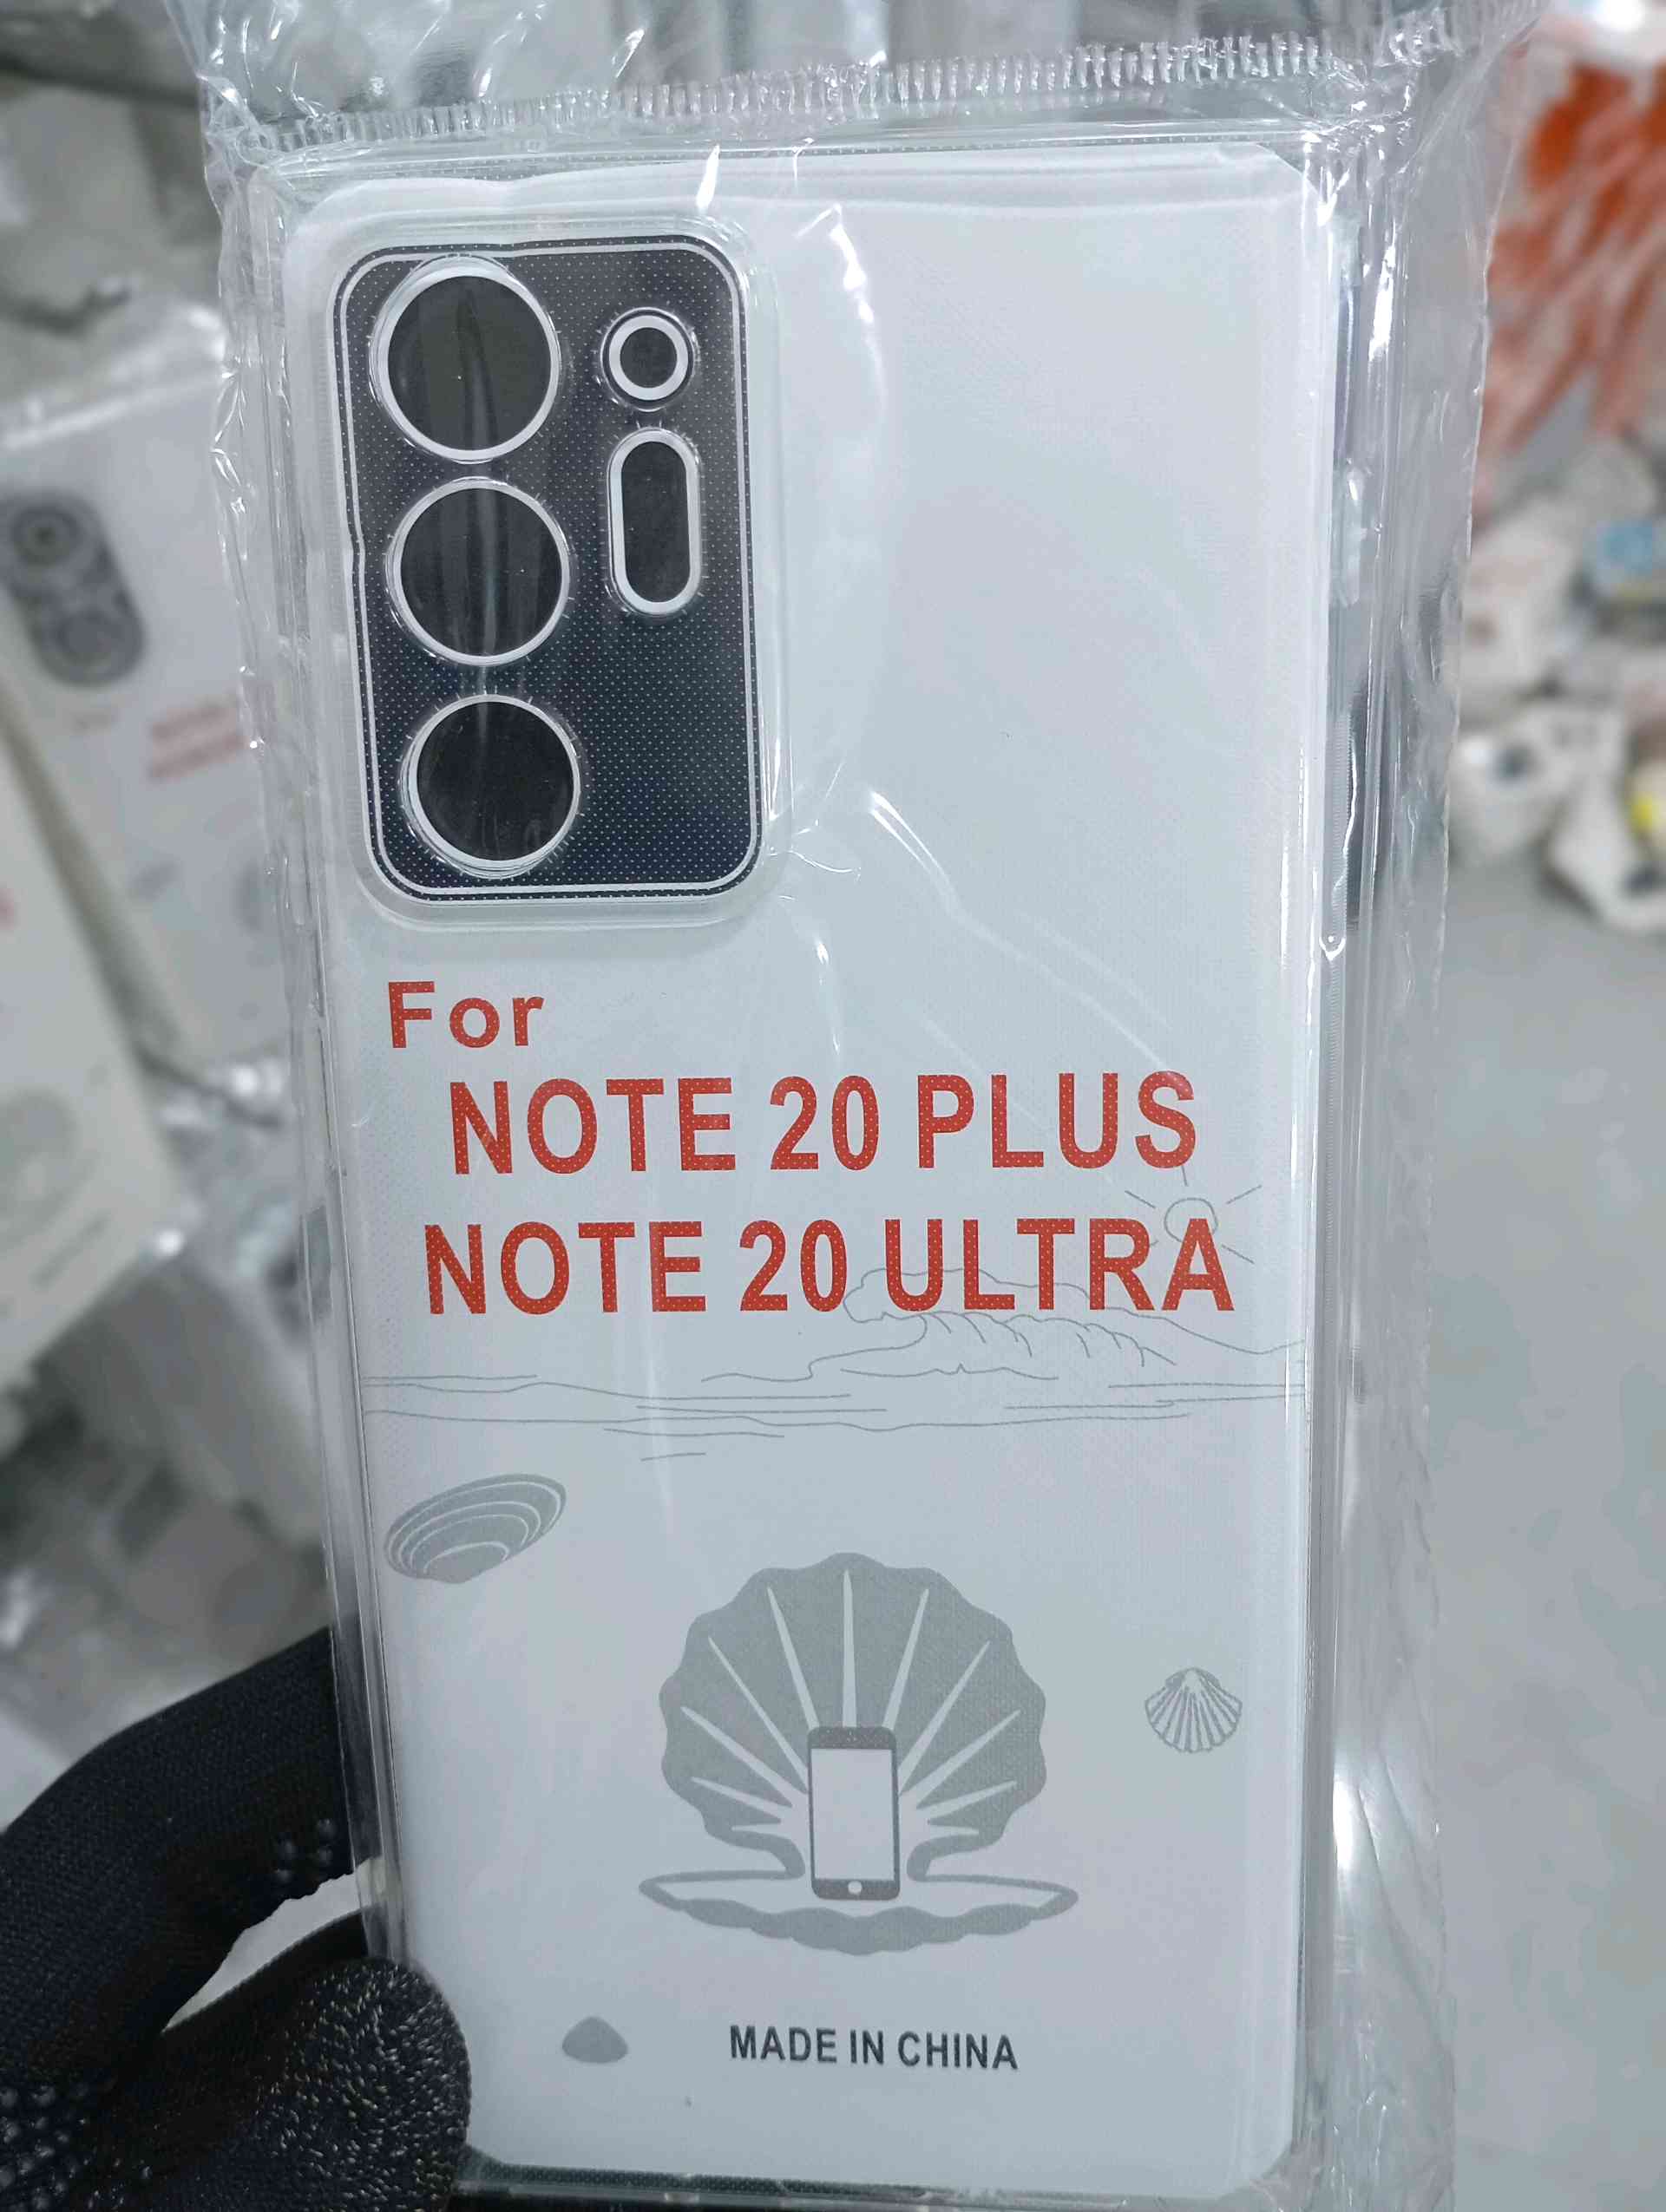 For
NOTE 20 PLUS
NOTE 20 ULTRA
MADE IN CHINA